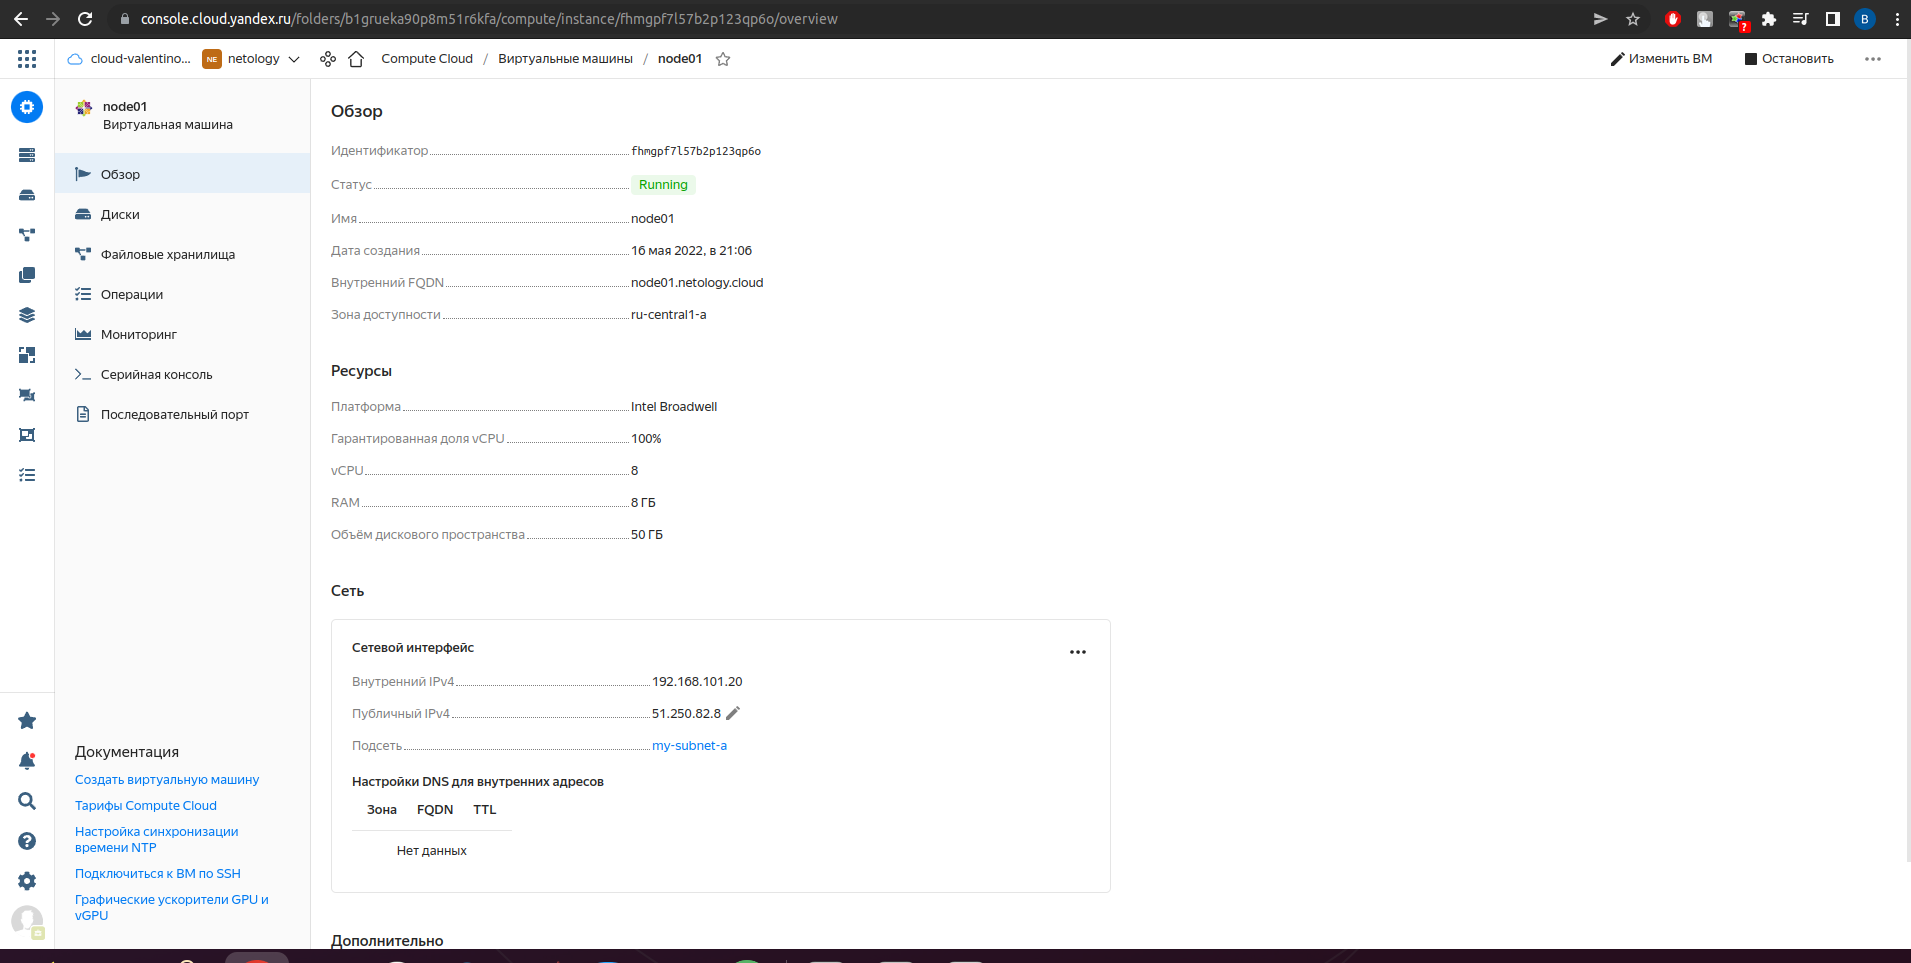 console.cloud.yandex.ru/folders/b1grueka90p8m51r6kfa/compute/instance/fhmgpf7l57b2p123qp6o/overview
?
B
cloud-valentino...
NE
netology
Compute Cloud / Виртуальные машины / node01
Изменить ВМ
Остановить
node01
Виртуальная машина
Обзор
Диски
Файловые хранилища
Операции
Мониторинг
Серийная консоль
Последовательный порт
Документация
Создать виртуальную машину
Тарифы Compute Cloud
Настройка синхронизации
времени NTP
Подключиться к ВМ по SSH
Графические ускорители GPU и
vGPU
Обзор
Идентификатор fhmgpf7l57b2p123qp6o
Статус Running
Имя node01
Дата создания 16 мая 2022, в 21:06
Внутренний FQDN node01.netology.cloud
Зона доступности ru-central1-a
Ресурсы
Платформа Intel Broadwell
Гарантированная доля vCPU 100%
vCPU 8
RAM 8 ГБ
Объём дискового пространства 50 ГБ
Сеть
Сетевой интерфейс
Внутренний IPv4 192.168.101.20
Публичный IPv4 51.250.82.8
Подсеть my-subnet-a
Настройки DNS для внутренних адресов
Зона FQDN TTL
Нет данных
Дополнительно